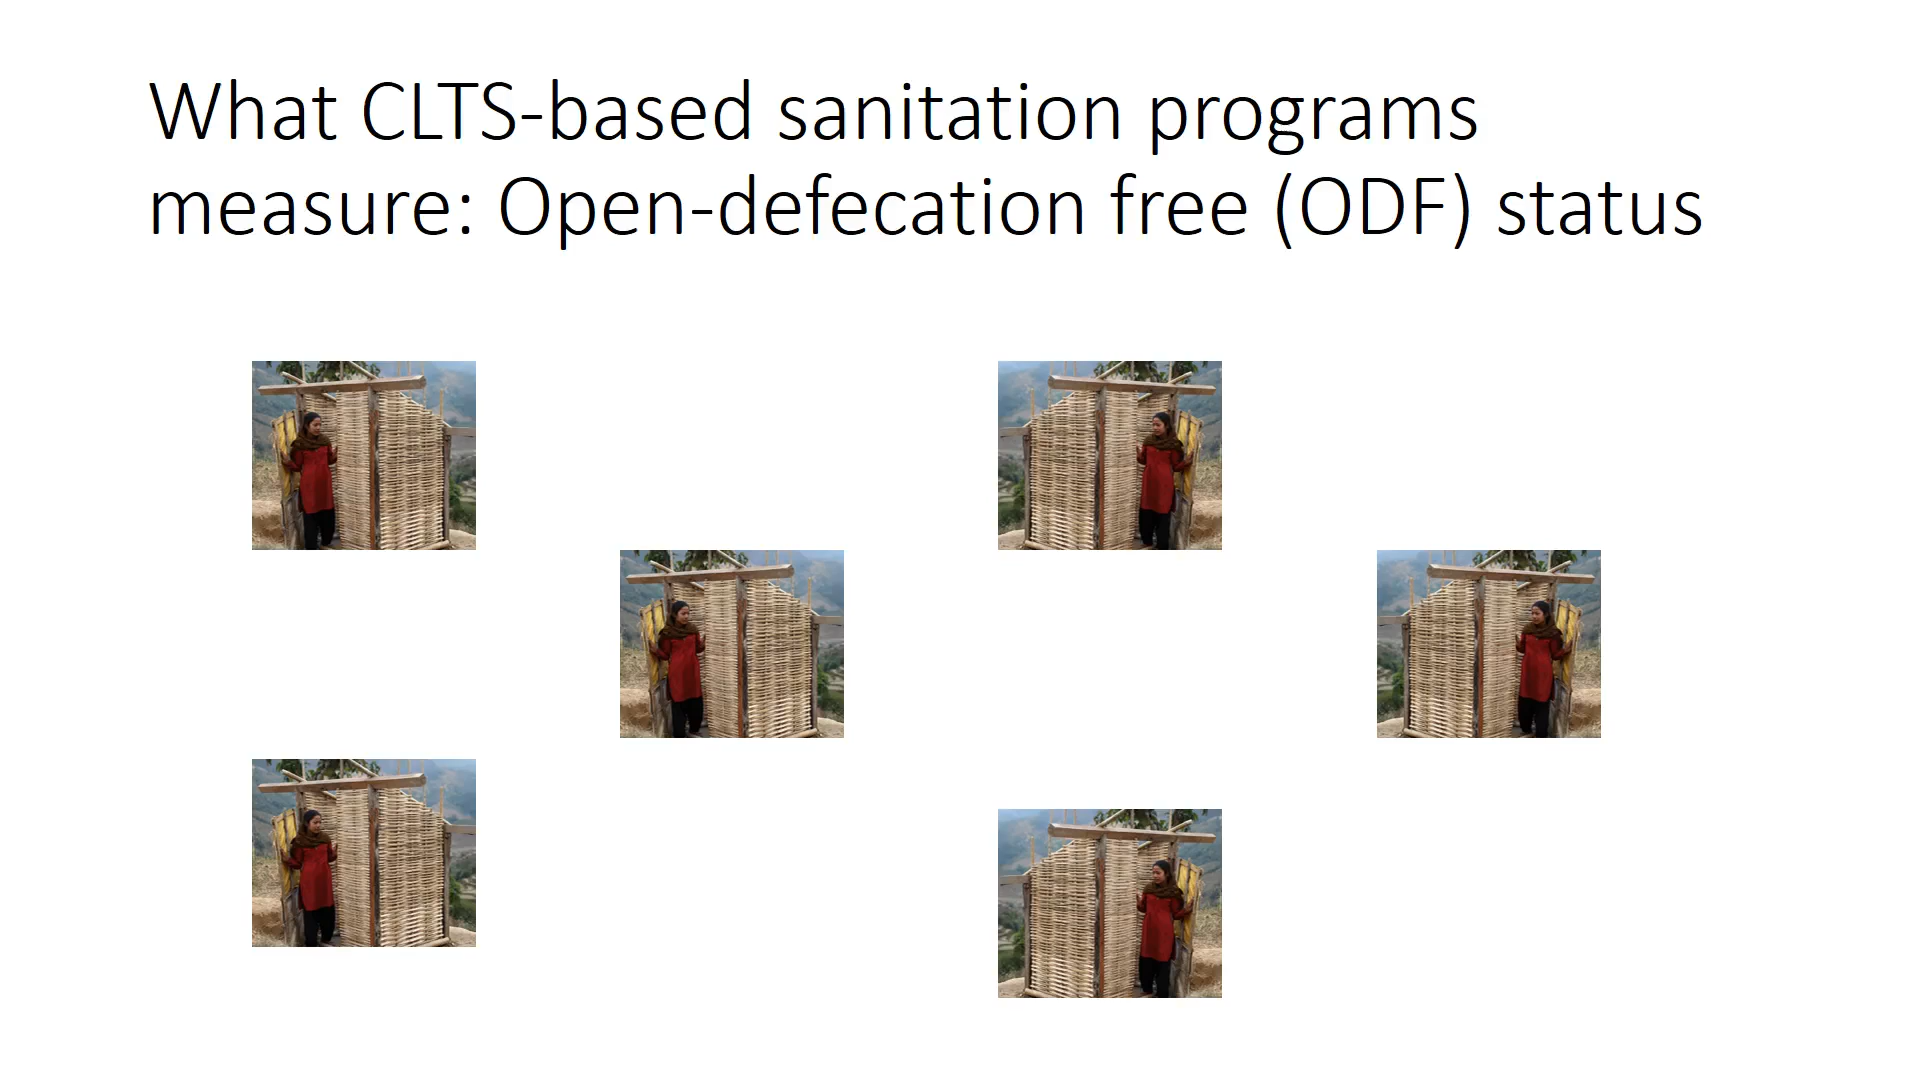 What CLTS-based sanitation programs
measure: Open-defecation free (ODF) status